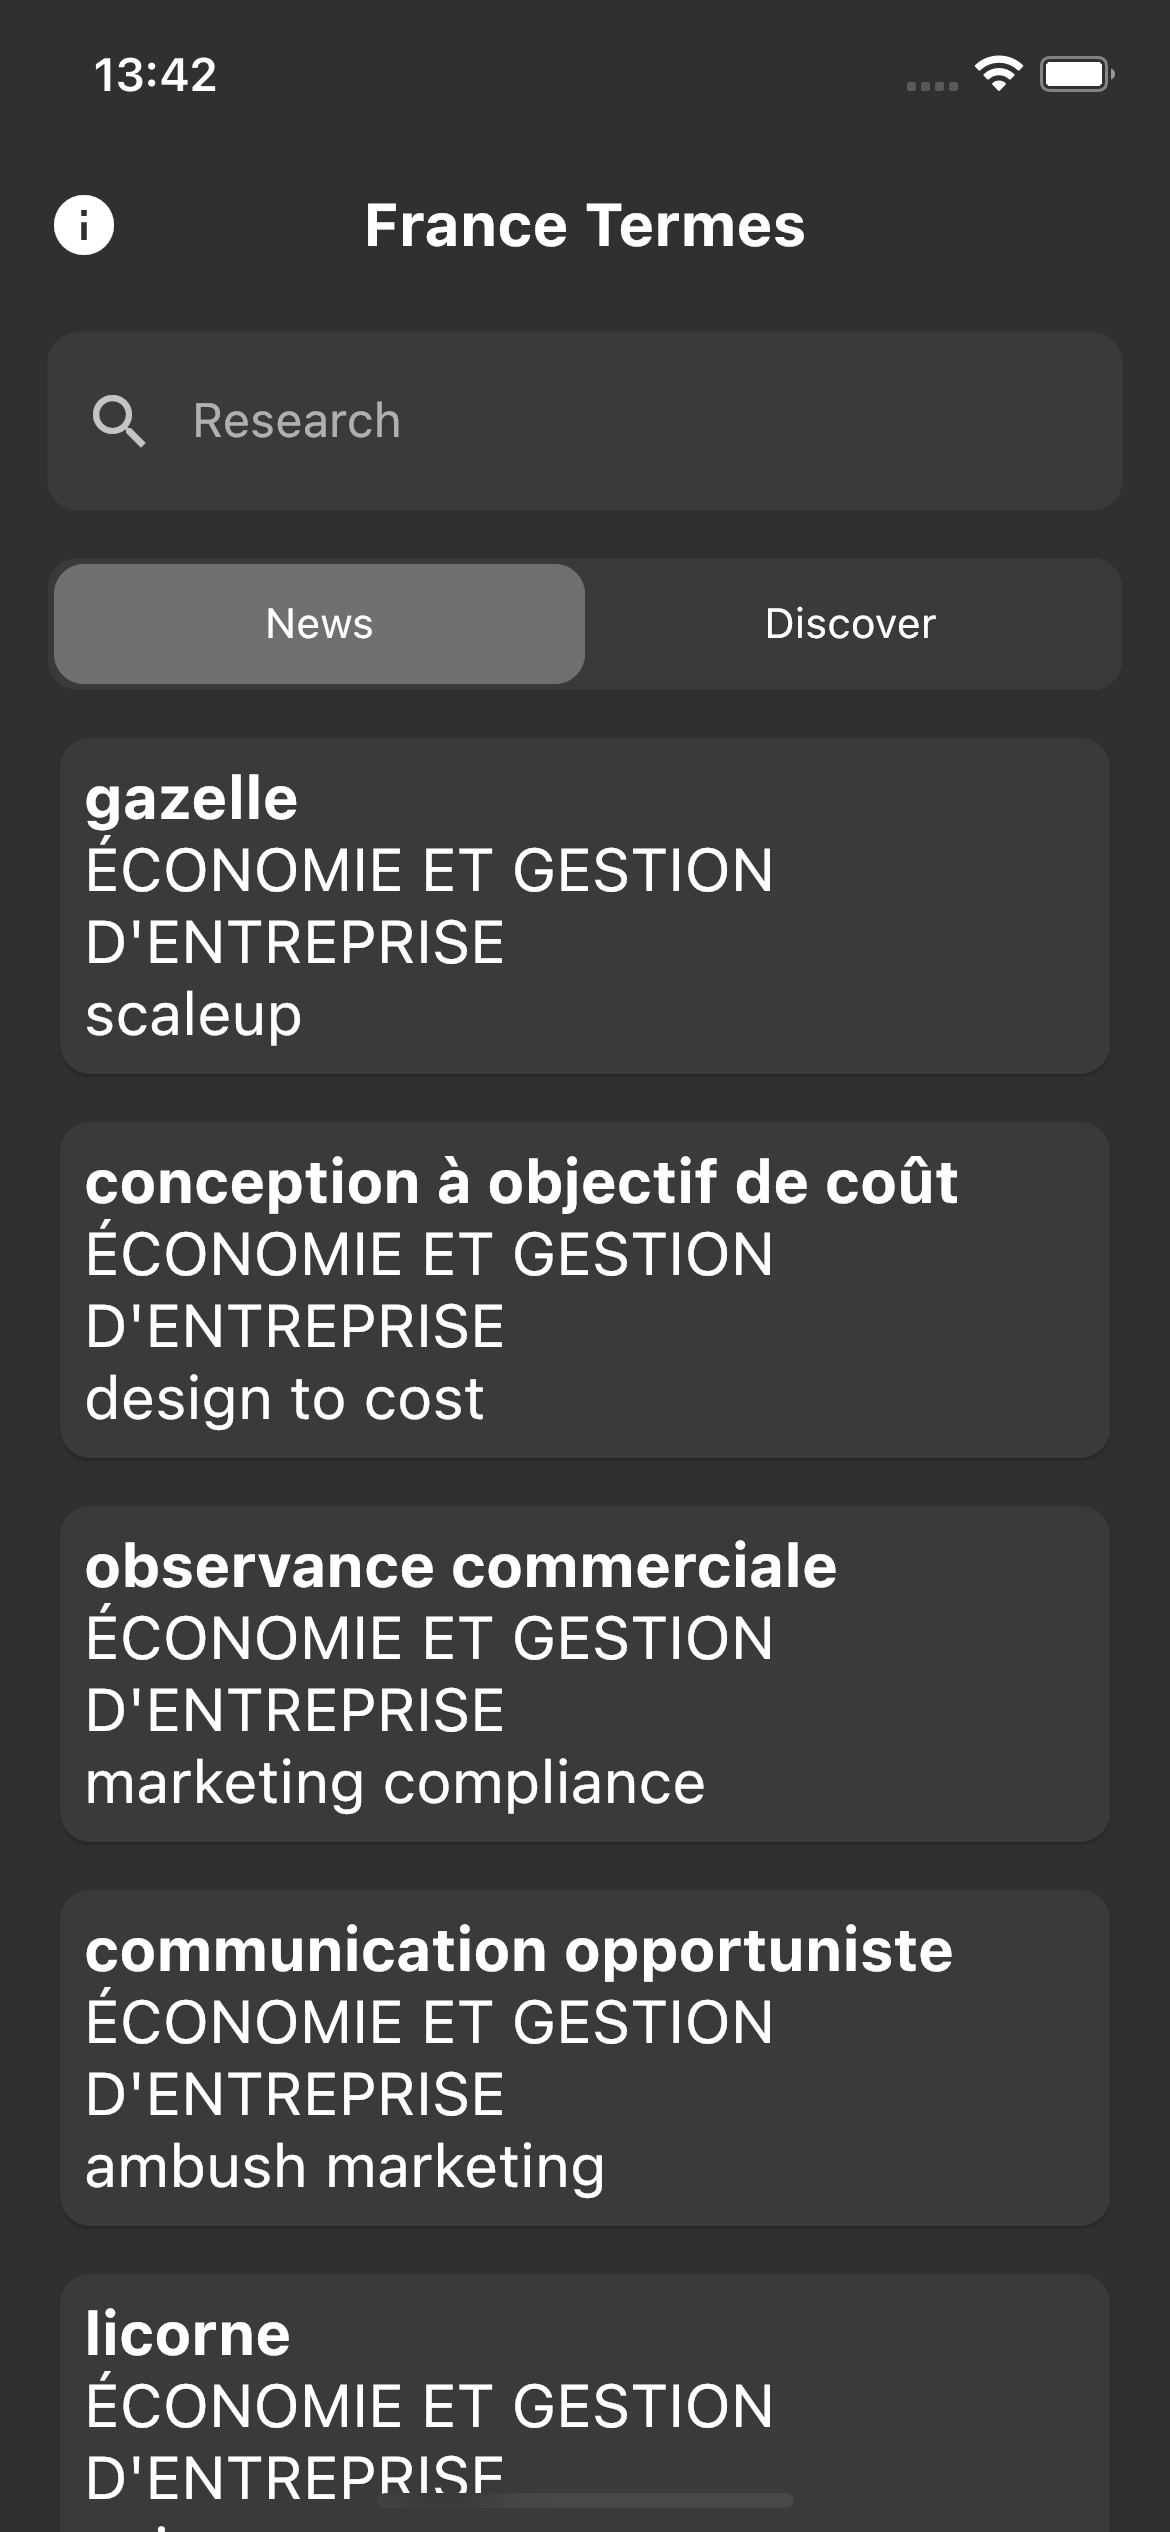 13:42
France Termes
Research
News
Discover
gazelle
ÉCONOMIE ET GESTION
D'ENTREPRISE
scaleup
conception à objectif de coût
ÉCONOMIE ET GESTION
D'ENTREPRISE
design to cost
observance commerciale
ÉCONOMIE ET GESTION
D'ENTREPRISE
marketing compliance
communication opportuniste
ÉCONOMIE ET GESTION
D'ENTREPRISE
ambush marketing
licorne
ÉCONOMIE ET GESTION
D'ENTREPRISE